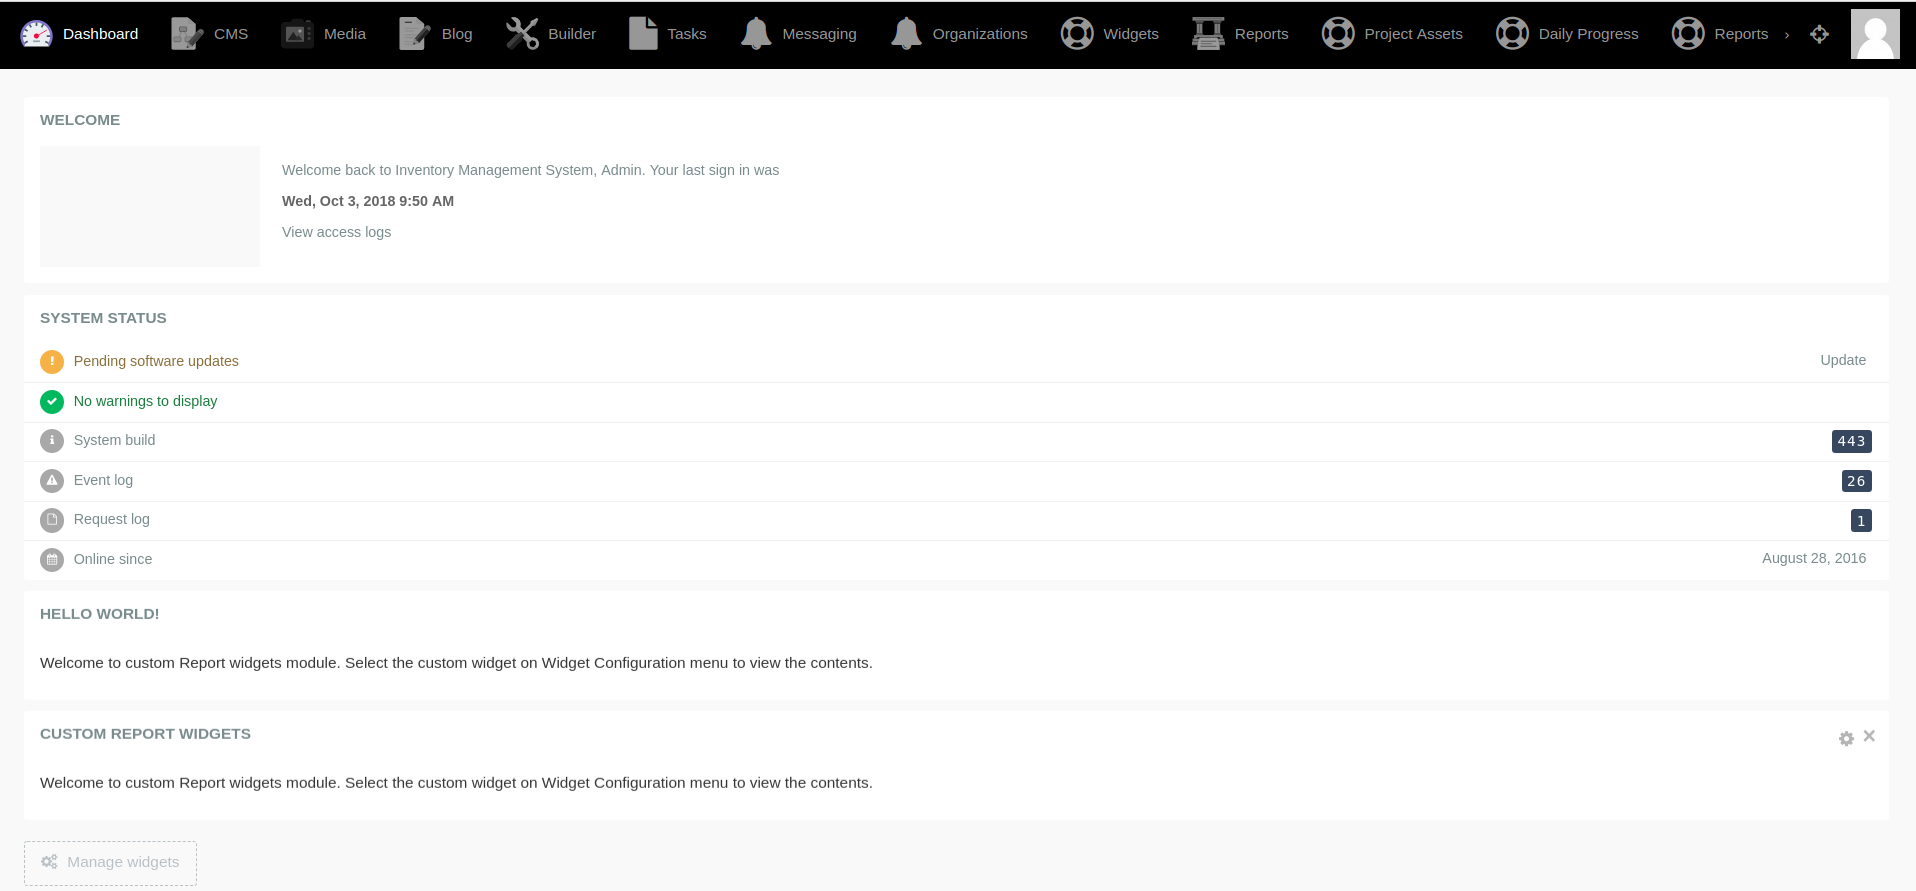 Dashboard CMS Media Blog Builder Tasks Messaging Organizations Widgets Reports Project Assets Daily Progress Reports ›
WELCOME
Welcome back to Inventory Management System, Admin. Your last sign in was
Wed, Oct 3, 2018 9:50 AM
View access logs
SYSTEM STATUS
Pending software updates Update
No warnings to display
System build 443
Event log 26
Request log 1
Online since August 28, 2016
HELLO WORLD!
Welcome to custom Report widgets module. Select the custom widget on Widget Configuration menu to view the contents.
CUSTOM REPORT WIDGETS
Welcome to custom Report widgets module. Select the custom widget on Widget Configuration menu to view the contents.
Manage widgets